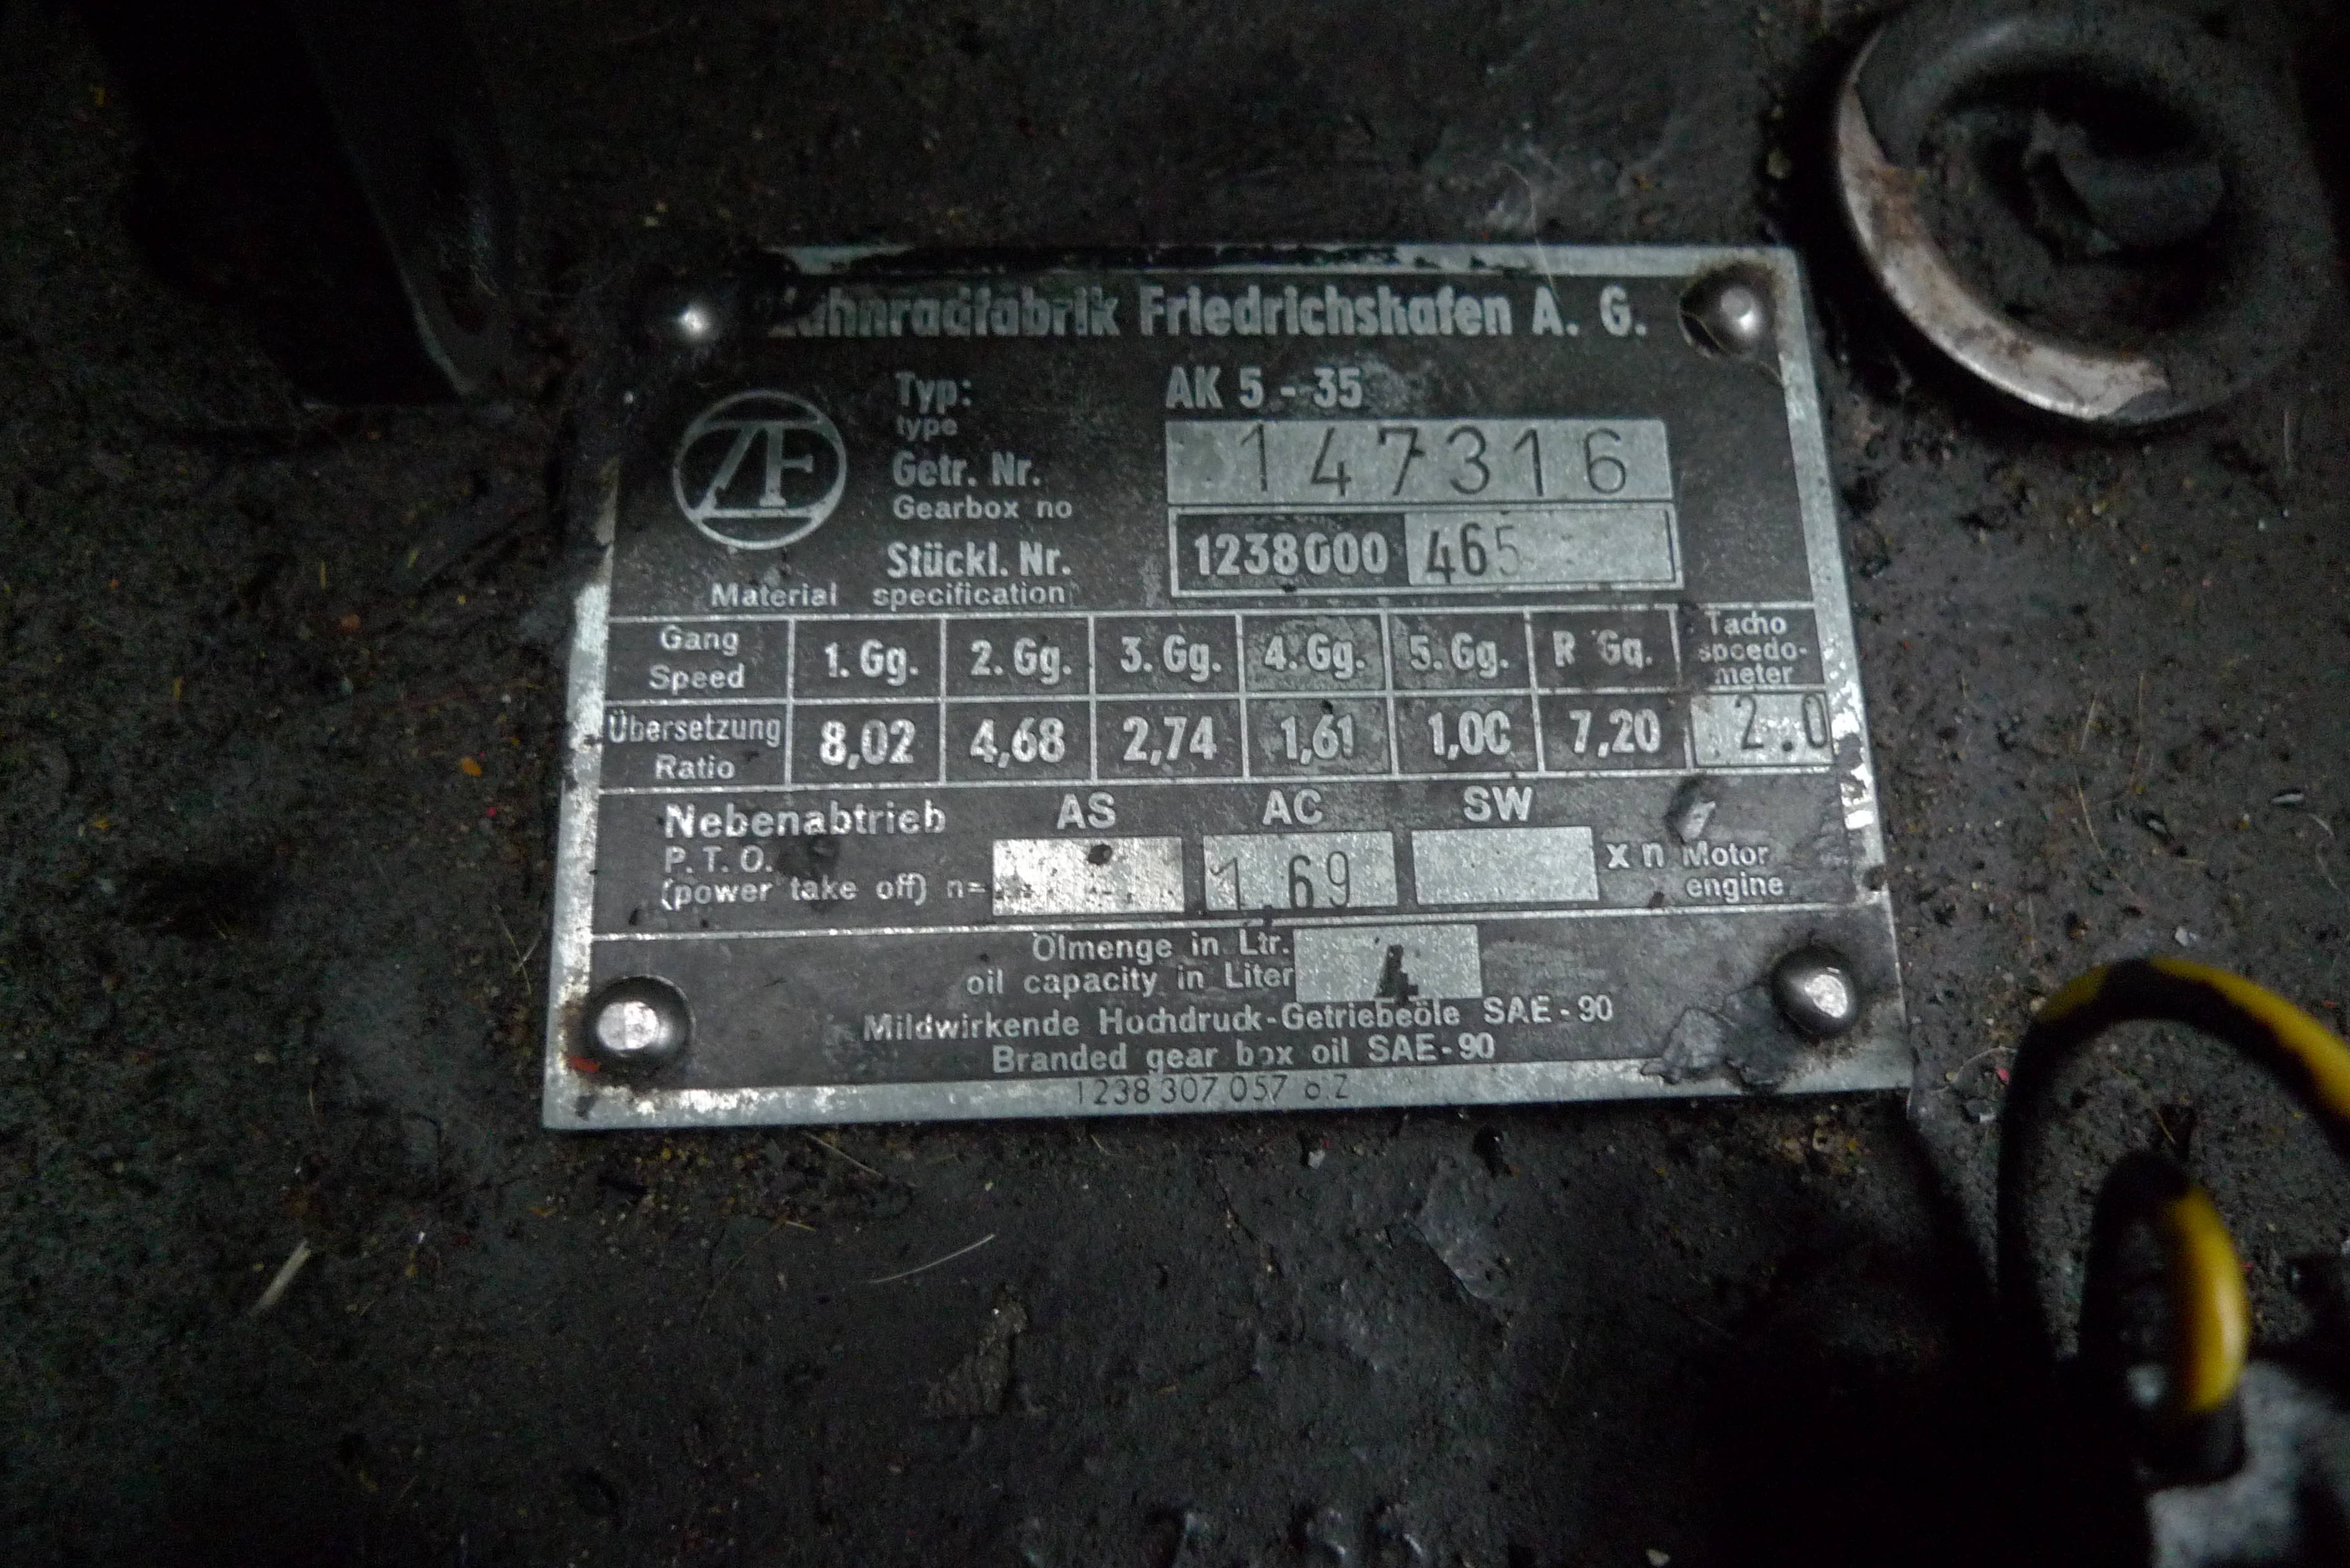 Zahnradfabrik Friedrichshafen A. G.
ZF
Typ: AK 5 - 35
type
Getr. Nr. 147316
Gearbox no
Stückl. Nr. 1238000 465
Material specification
Gang 1. Gg. 2. Gg. 3. Gg. 4. Gg. 5. Gg. R Gg. Tacho
Speed speedo-
meter
Übersetzung 8,02 4,68 2,74 1,61 1,00 7,20 2.0
Ratio
Nebenabtrieb AS AC SW
P. T. O.
(power take off) n= - 1.69 x n Motor
engine
Ölmenge in Ltr. 4
oil capacity in Liter
Mildwirkende Hochdruck-Getriebeöle SAE - 90
Branded gear box oil SAE-90
1238 307 057 o.Z